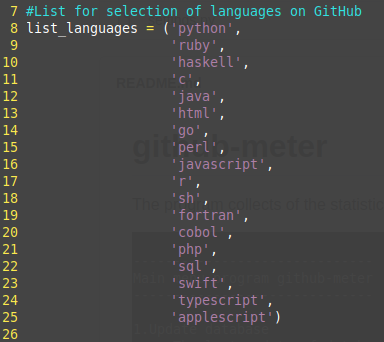 7 #List for selection of languages on GitHub
8 list_languages = ('python',
9 'ruby',
10 'haskell',
11 'c',
12 'java',
13 'html',
14 'go',
15 'perl',
16 'javascript',
17 'r',
18 'sh',
19 'fortran',
20 'cobol',
21 'php',
22 'sql',
23 'swift',
24 'typescript',
25 'applescript')
26